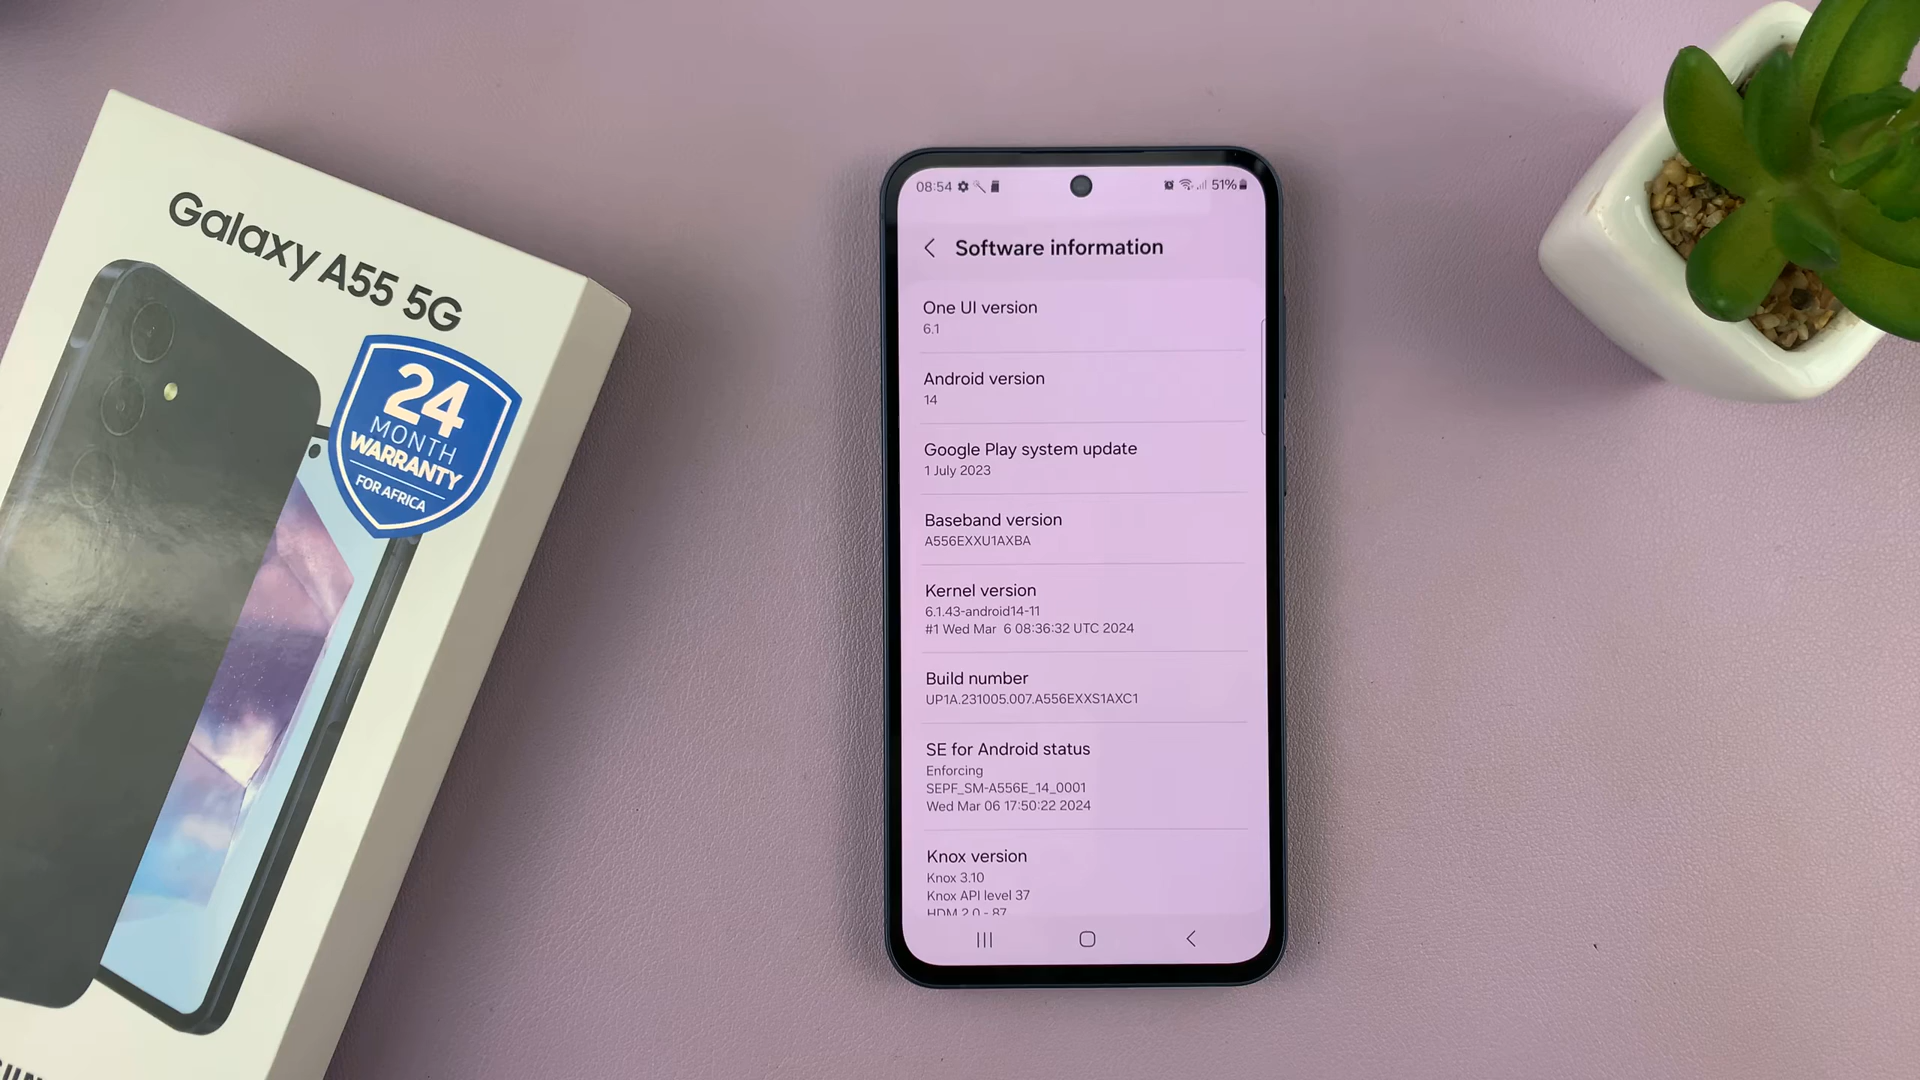 Galaxy A55 5G
24
MONTH
WARRANTY
FOR AFRICA
08:54
51%
Software information
One UI version
6.1
Android version
14
Google Play system update
1 July 2023
Baseband version
A556EXXU1AXBA
Kernel version
6.1.43-android14-11
#1 Wed Mar 6 08:36:32 UTC 2024
Build number
UP1A.231005.007.A556EXXS1AXC1
SE for Android status
Enforcing
SEPF_SM-A556E_14_0001
Wed Mar 06 17:50:22 2024
Knox version
Knox 3.10
Knox API level 37
HDM 2.0 - 87